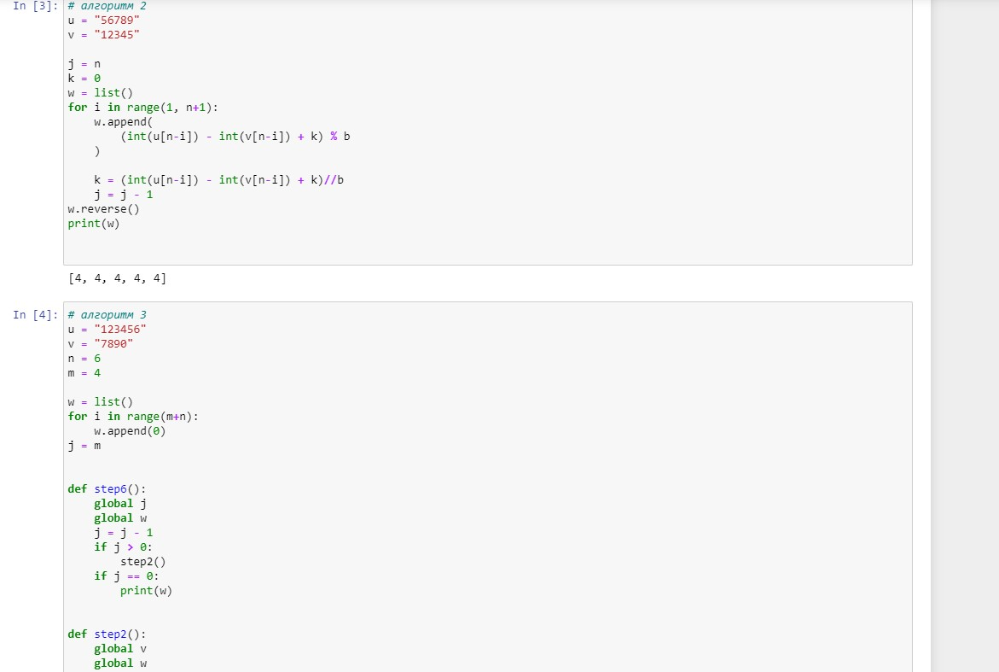 In [3]: # алгоритм 2
u = "56789"
v = "12345"
j = n
k = 0
w = list()
for i in range(1, n+1):
    w.append(
        (int(u[n-i]) - int(v[n-i]) + k) % b
    )
    k = (int(u[n-i]) - int(v[n-i]) + k)//b
    j = j - 1
w.reverse()
print(w)
[4, 4, 4, 4, 4]
In [4]: # алгоритм 3
u = "123456"
v = "7890"
n = 6
m = 4
w = list()
for i in range(m+n):
    w.append(0)
j = m
def step6():
    global j
    global w
    j = j - 1
    if j > 0:
        step2()
    if j == 0:
        print(w)
def step2():
    global v
    global w